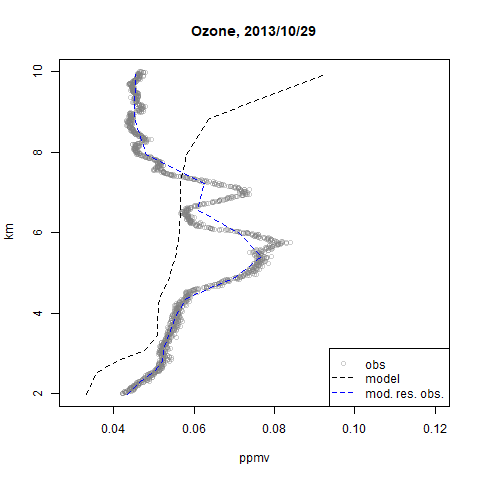 Ozone, 2013/10/29
km
10
8
6
4
2
obs
model
mod. res. obs.
0.04 0.06 0.08 0.10 0.12
ppmv